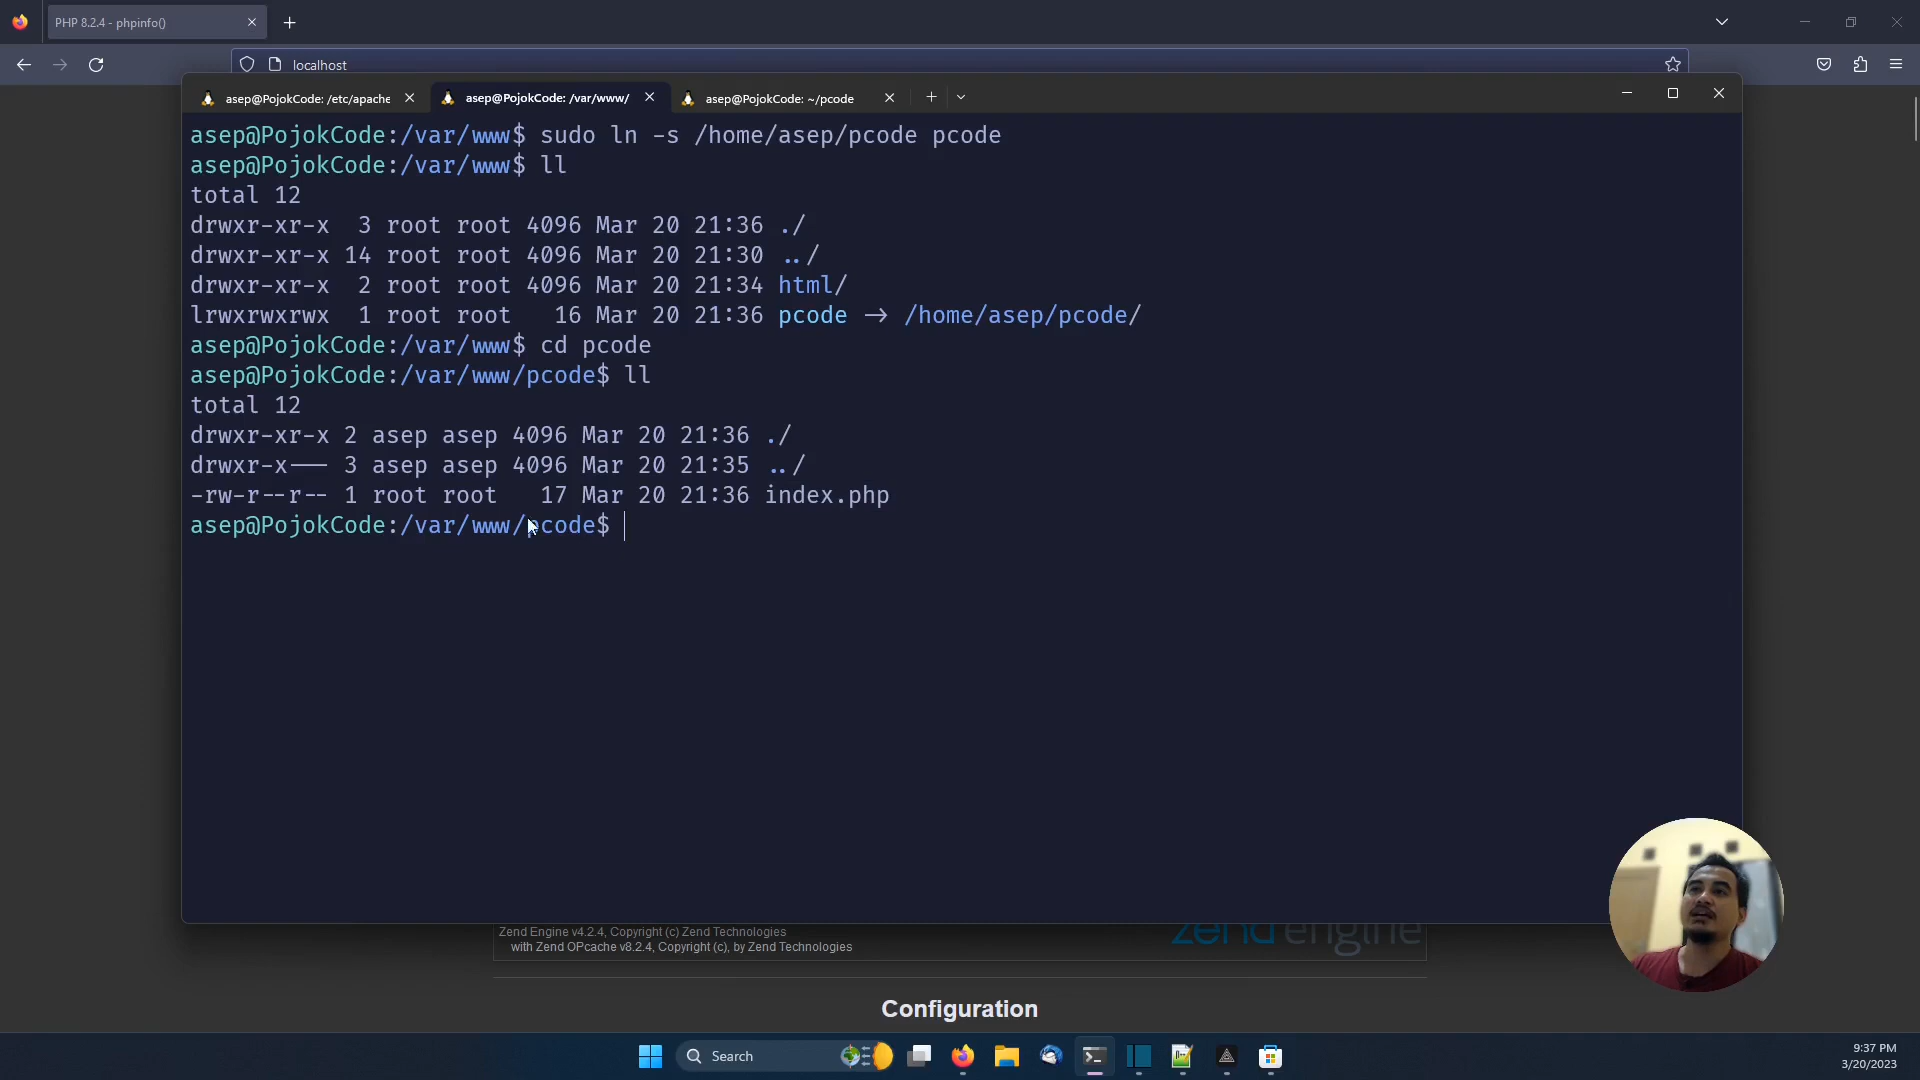 PHP 8.2.4 - phpinfo()
localhost
asep@PojokCode: /etc/apache
asep@PojokCode: /var/www/
asep@PojokCode: ~/pcode
asep@PojokCode:/var/www$ sudo ln -s /home/asep/pcode pcode
asep@PojokCode:/var/www$ ll
total 12
drwxr-xr-x  3 root root 4096 Mar 20 21:36 ./
drwxr-xr-x 14 root root 4096 Mar 20 21:30 ../
drwxr-xr-x  2 root root 4096 Mar 20 21:34 html/
lrwxrwxrwx  1 root root   16 Mar 20 21:36 pcode -> /home/asep/pcode/
asep@PojokCode:/var/www$ cd pcode
asep@PojokCode:/var/www/pcode$ ll
total 12
drwxr-xr-x 2 asep asep 4096 Mar 20 21:36 ./
drwxr-x--- 3 asep asep 4096 Mar 20 21:35 ../
-rw-r--r-- 1 root root   17 Mar 20 21:36 index.php
asep@PojokCode:/var/www/pcode$
Zend Engine v4.2.4, Copyright (c) Zend Technologies
with Zend OPcache v8.2.4, Copyright (c), by Zend Technologies
zend engine
Configuration
Search
9:37 PM
3/20/2023